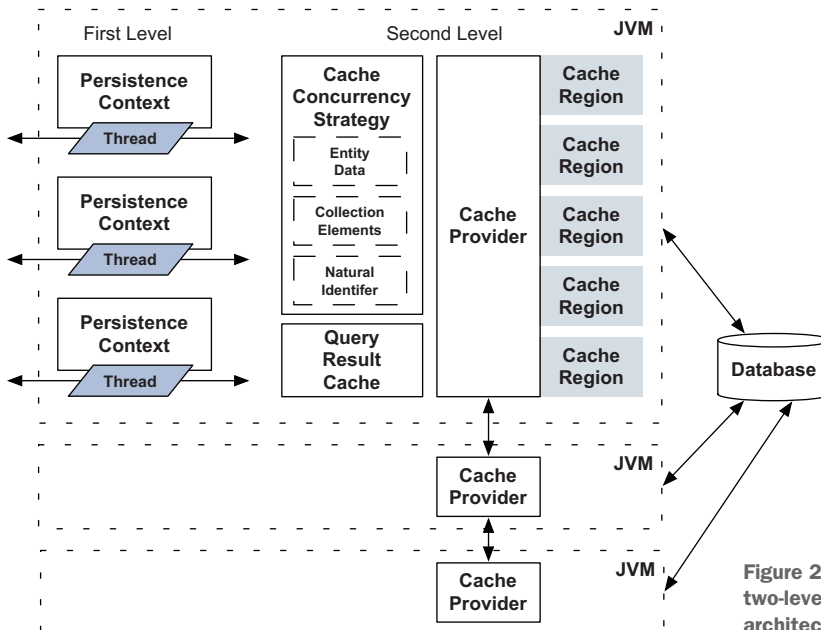 First Level
Second Level
JVM
Persistence
Context
Thread
Persistence
Context
Thread
Persistence
Context
Thread
Cache
Concurrency
Strategy
Entity
Data
Collection
Elements
Natural
Identifer
Query
Result
Cache
Cache
Provider
Cache
Region
Cache
Region
Cache
Region
Cache
Region
Cache
Region
Database
JVM
Cache
Provider
JVM
Cache
Provider
Figure 2
two-level
architec